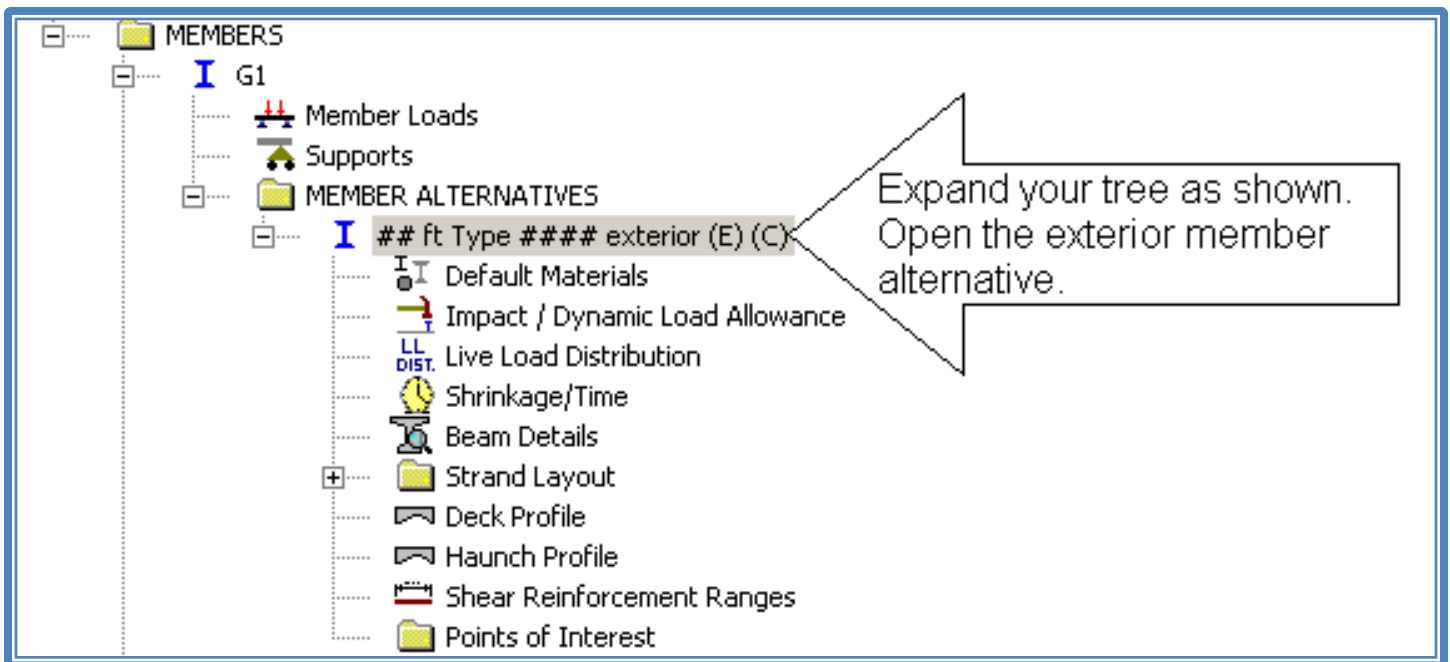 MEMBERS
G1
Member Loads
Supports
MEMBER ALTERNATIVES
## ft Type #### exterior (E) (C)
Default Materials
Impact / Dynamic Load Allowance
LL
DIST.
Live Load Distribution
Shrinkage/Time
Beam Details
Strand Layout
Deck Profile
Haunch Profile
Shear Reinforcement Ranges
Points of Interest
Expand your tree as shown.
Open the exterior member
alternative.